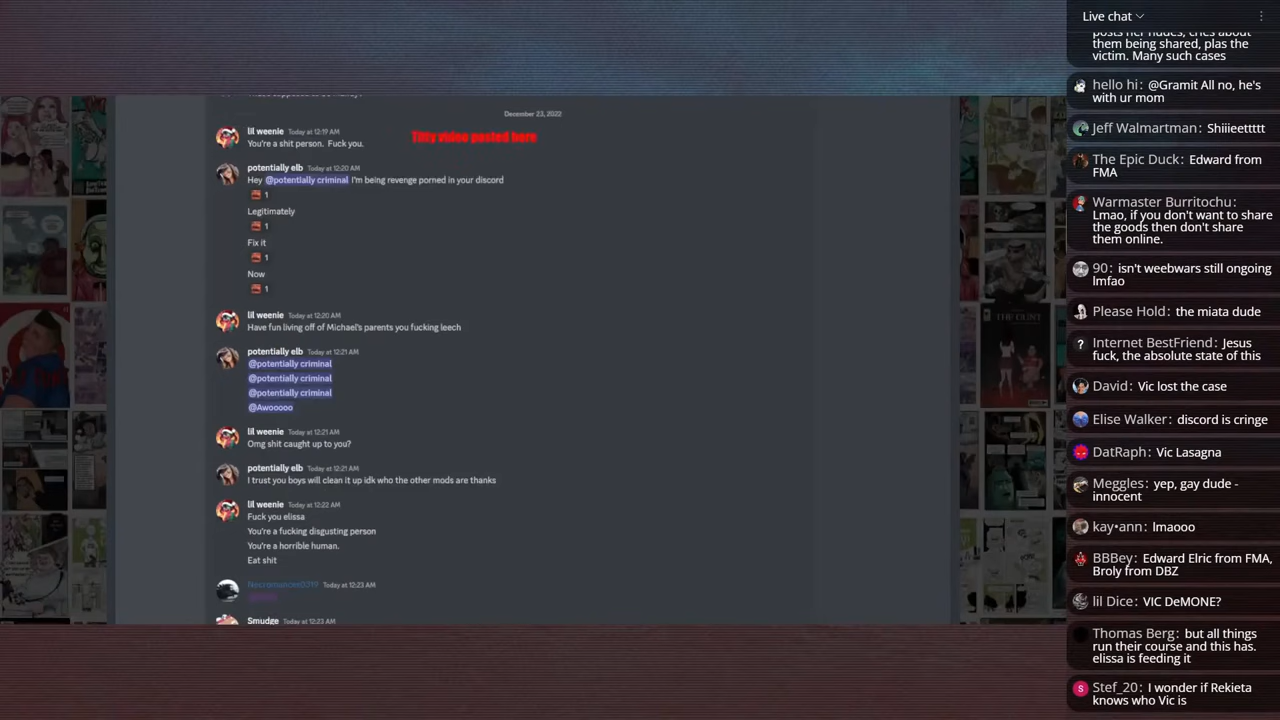 Live chat
them being shared, plas the
victim. Many such cases
hello hi: @Gramit All no, he's
with ur mom
Jeff Walmartman: Shiiieettttt
The Epic Duck: Edward from
FMA
Warmaster Burritochu:
Lmao, if you don't want to share
the goods then don't share
them online.
90: isn't weebwars still ongoing
lmfao
Please Hold: the miata dude
Internet BestFriend: Jesus
fuck, the absolute state of this
David: Vic lost the case
Elise Walker: discord is cringe
DatRaph: Vic Lasagna
Meggles: yep, gay dude -
innocent
kay•ann: lmaooo
BBBey: Edward Elric from FMA,
Broly from DBZ
lil Dice: VIC DeMONE?
Thomas Berg: but all things
run their course and this has.
elissa is feeding it
Stef_20: I wonder if Rekieta
knows who Vic is
December 23, 2022
lil weenie Today at 12:19 AM
You're a shit person. Fuck you.
Titty video posted here
potentially elb Today at 12:20 AM
Hey @potentially criminal I'm being revenge porned in your discord
1
Legitimately
1
Fix it
1
Now
1
lil weenie Today at 12:20 AM
Have fun living off of Michael's parents you fucking leech
potentially elb Today at 12:21 AM
@potentially criminal
@potentially criminal
@potentially criminal
@Awooooo
lil weenie Today at 12:21 AM
Omg shit caught up to you?
potentially elb Today at 12:21 AM
I trust you boys will clean it up idk who the other mods are thanks
lil weenie Today at 12:22 AM
Fuck you elissa
You're a fucking disgusting person
You're a horrible human.
Eat shit
Today at 12:23 AM
Smudge Today at 12:23 AM
THE HUNT